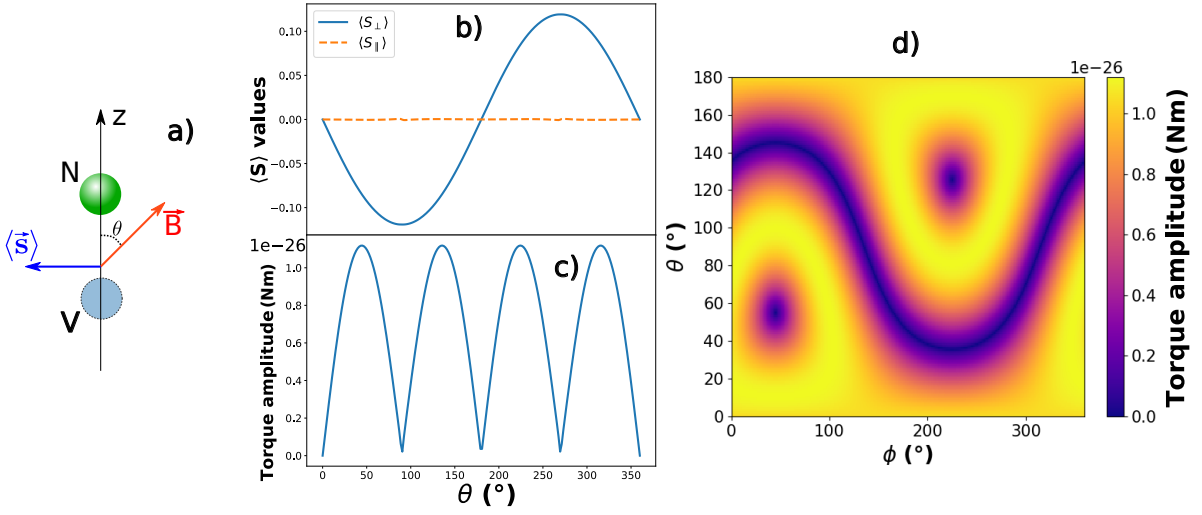 a)
z
N
θ
B
⟨s⟩
V
b)
⟨S⊥⟩
⟨S∥⟩
0.10
0.05
0.00
−0.05
−0.10
⟨S⟩ values
c)
1e−26
1.0
0.8
0.6
0.4
0.2
0.0
Torque amplitude (Nm)
0 50 100 150 200 250 300 350
θ (°)
d)
1e−26
180
160
140
120
100
80
60
40
20
0
θ (°)
0 100 200 300
ϕ (°)
1.0
0.8
0.6
0.4
0.2
0.0
Torque amplitude (Nm)